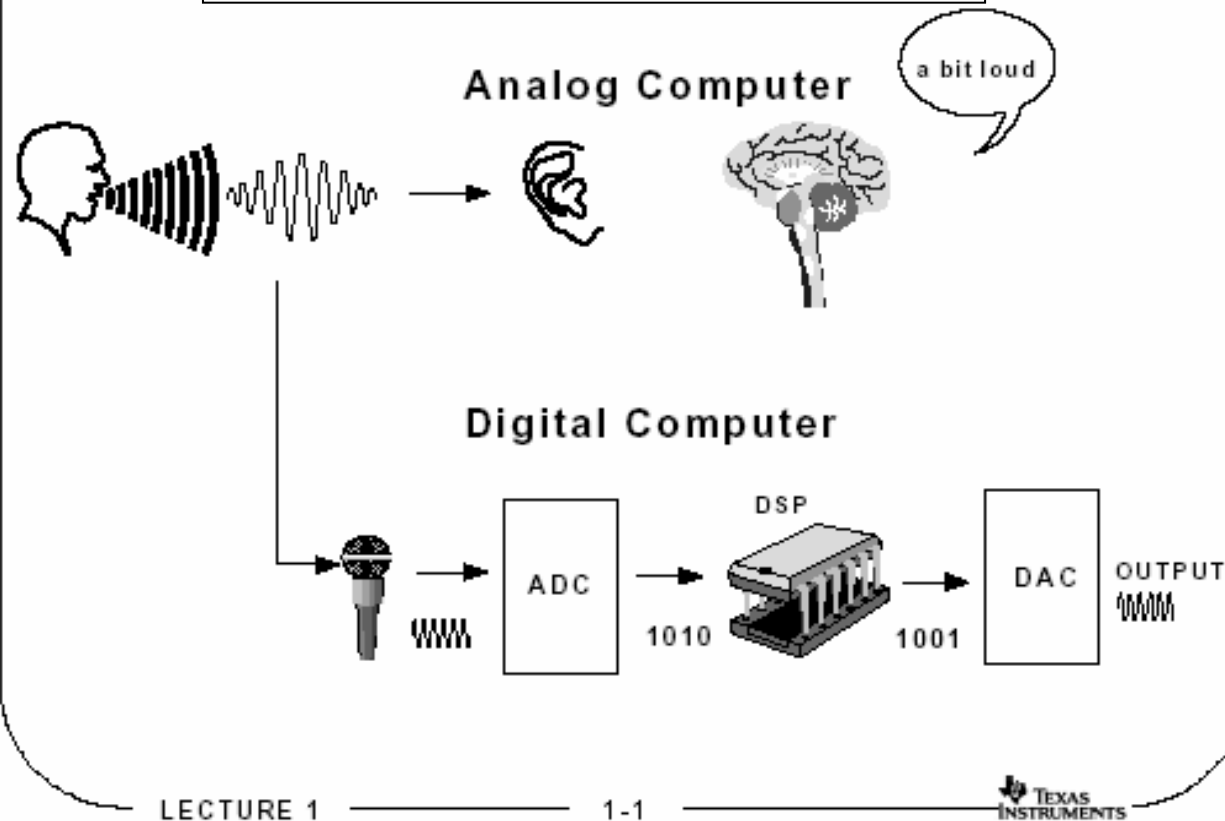 a bit loud
Analog Computer
Digital Computer
DSP
ADC
DAC
OUTPUT
1010
1001
LECTURE 1
1-1
TEXAS
INSTRUMENTS